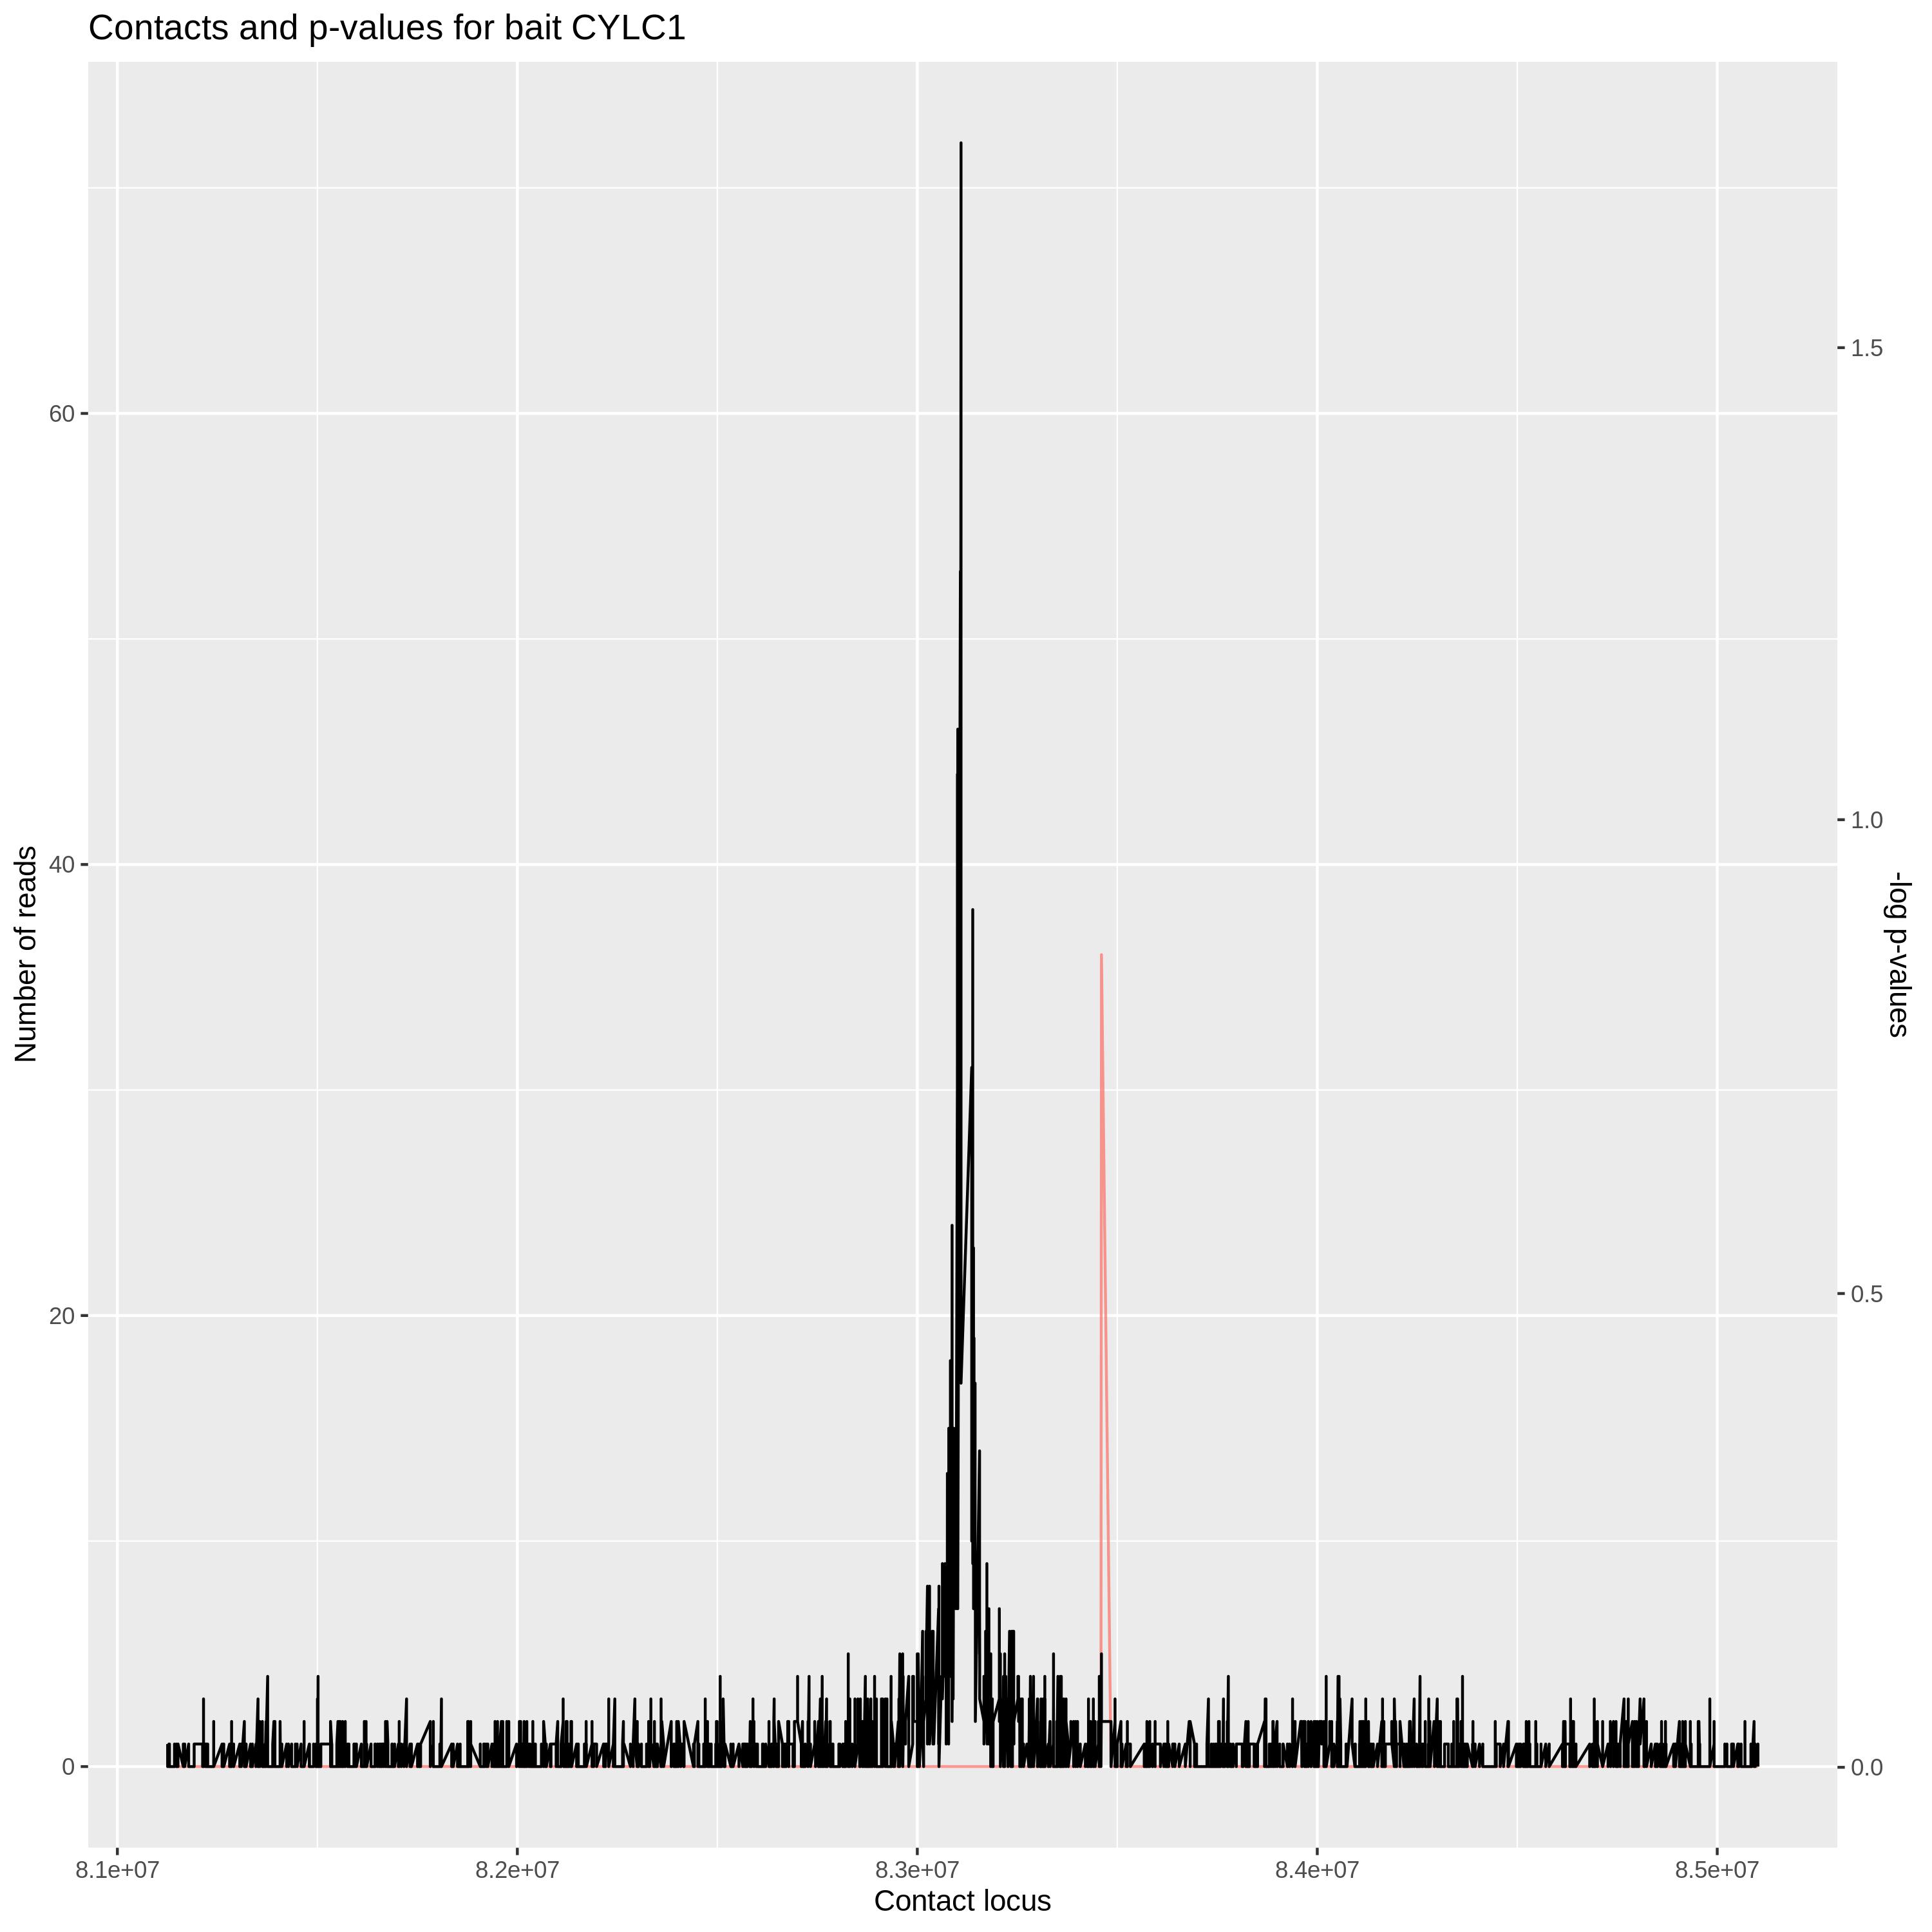 Contacts and p-values for bait CYLC1
Number of reads
60
40
20
0
1.5
1.0
0.5
0.0
-log p-values
8.1e+07 8.2e+07 8.3e+07 8.4e+07 8.5e+07
Contact locus